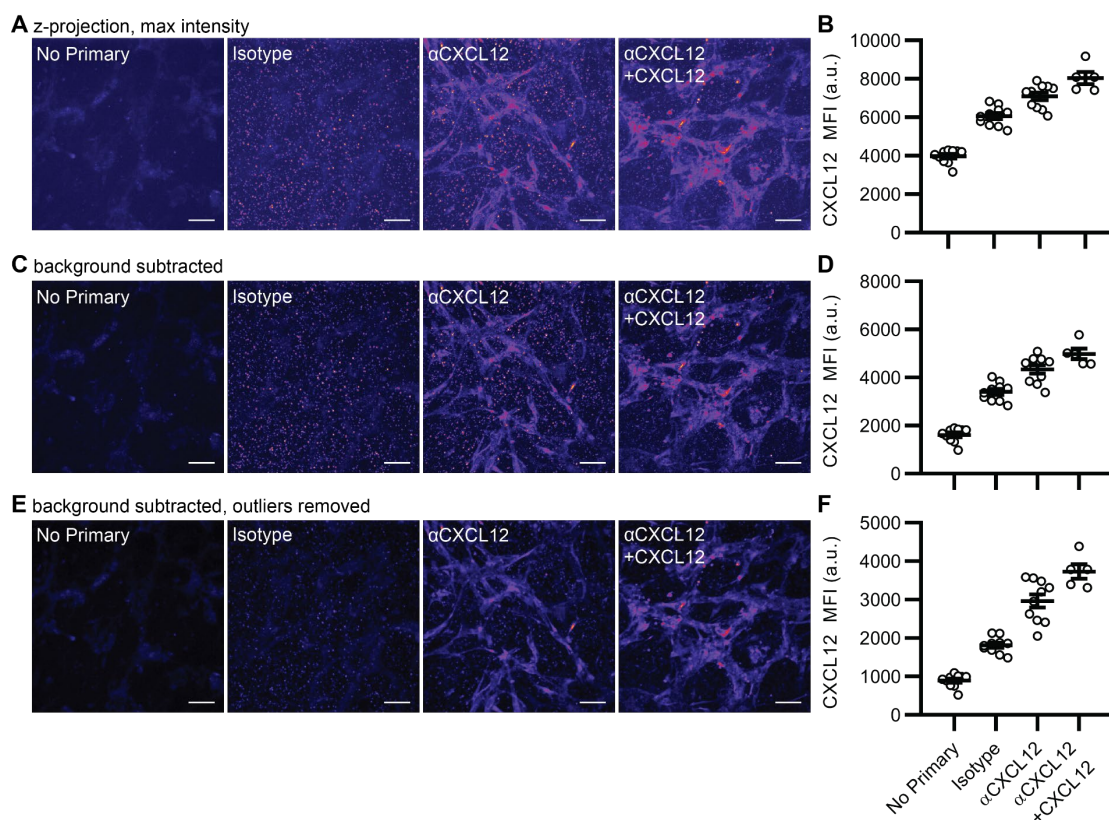 A z-projection, max intensity
No Primary
Isotype
αCXCL12
αCXCL12
+CXCL12
B
CXCL12 MFI (a.u.)
10000
8000
6000
4000
2000
0
C background subtracted
No Primary
Isotype
αCXCL12
αCXCL12
+CXCL12
D
CXCL12 MFI (a.u.)
8000
6000
4000
2000
0
E background subtracted, outliers removed
No Primary
Isotype
αCXCL12
αCXCL12
+CXCL12
F
CXCL12 MFI (a.u.)
5000
4000
3000
2000
1000
0
No Primary
Isotype
αCXCL12
αCXCL12
+CXCL12